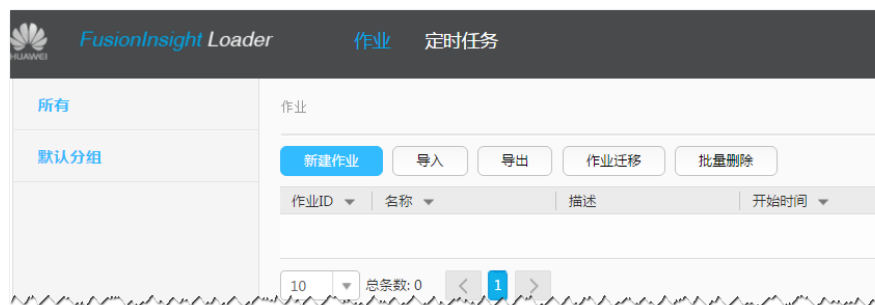 HUAWEI FusionInsight Loader 作业 定时任务
所有
默认分组
作业
新建作业 导入 导出 作业迁移 批量删除
作业ID 名称 描述 开始时间
10 总条数: 0 1